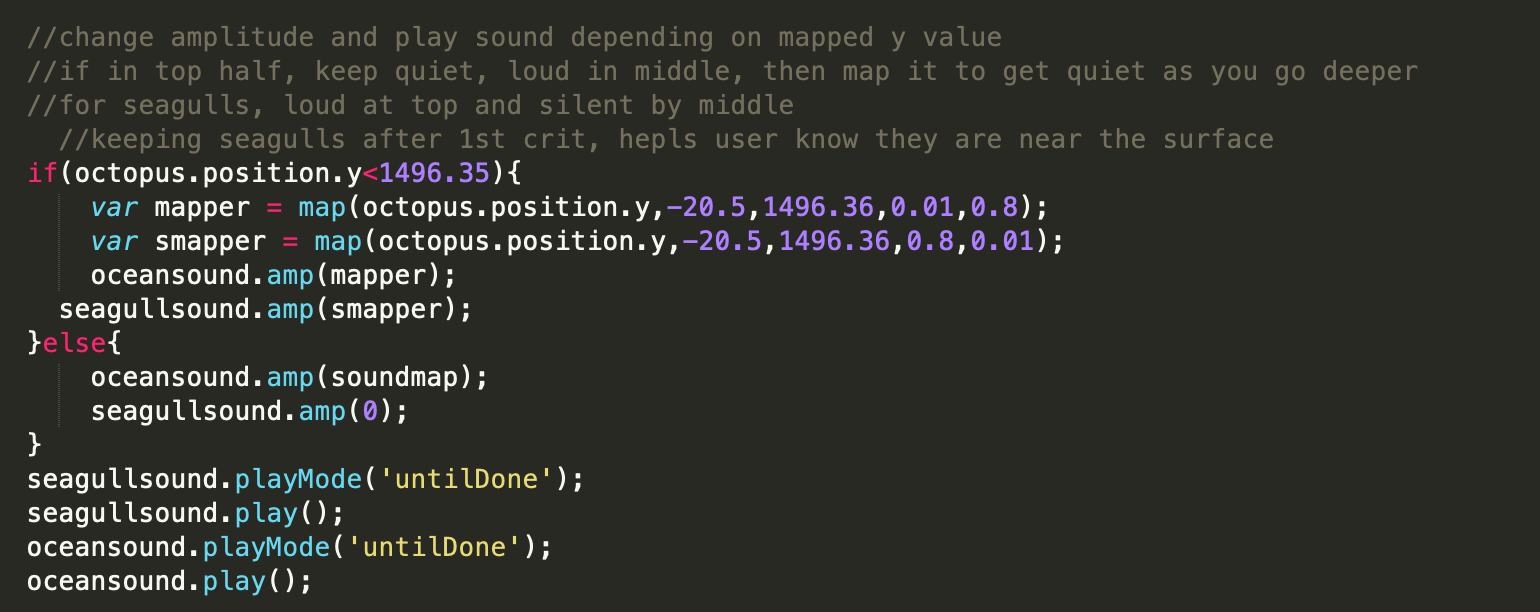 //change amplitude and play sound depending on mapped y value
//if in top half, keep quiet, loud in middle, then map it to get quiet as you go deeper
//for seagulls, loud at top and silent by middle
  //keeping seagulls after 1st crit, hepls user know they are near the surface
if(octopus.position.y<1496.35){
    var mapper = map(octopus.position.y,-20.5,1496.36,0.01,0.8);
    var smapper = map(octopus.position.y,-20.5,1496.36,0.8,0.01);
    oceansound.amp(mapper);
  seagullsound.amp(smapper);
}else{
    oceansound.amp(soundmap);
    seagullsound.amp(0);
}
seagullsound.playMode('untilDone');
seagullsound.play();
oceansound.playMode('untilDone');
oceansound.play();